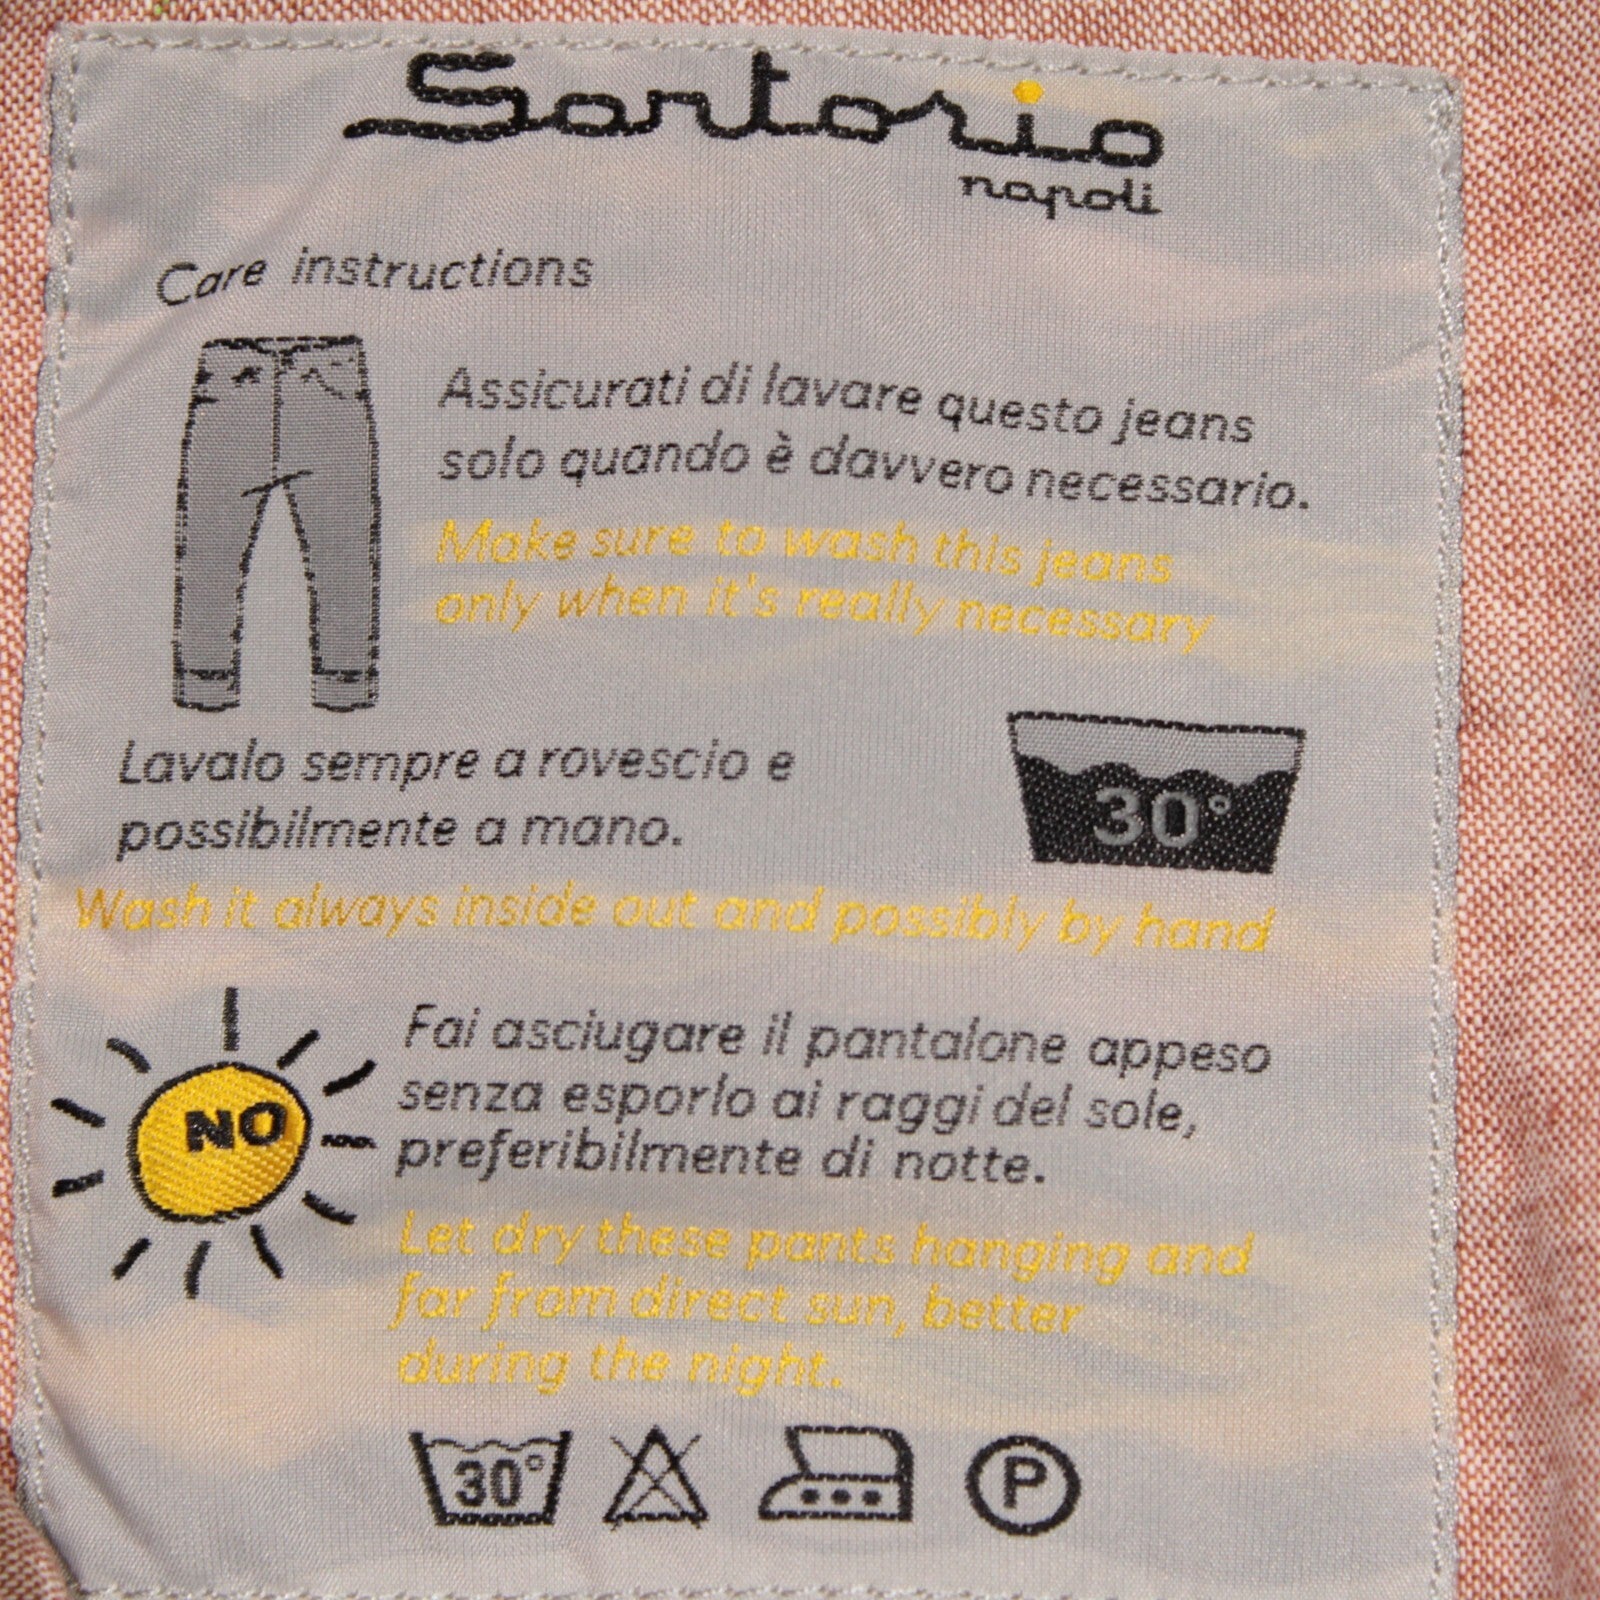 Sartorio
napoli
Care instructions
Assicurati di lavare questo jeans
solo quando è davvero necessario.
Make sure to wash this jeans
only when it's really necessary
Lavalo sempre a rovescio e
possibilmente a mano.
30°
Wash it always inside out and possibly by hand
NO
Fai asciugare il pantalone appeso
senza esporlo ai raggi del sole,
preferibilmente di notte.
Let dry these pants hanging and
far from direct sun, better
during the night.
30° P